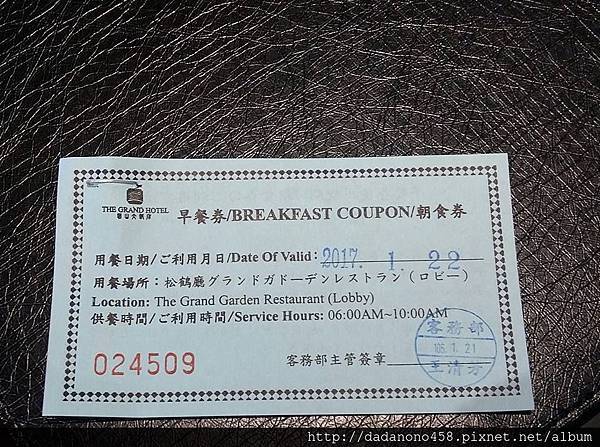 THE GRAND HOTEL
圓山大飯店
早餐券/BREAKFAST COUPON/朝食券
用餐日期/ご利用月日/Date Of Valid：2017. 1. 22
用餐場所：松鶴廳グランドガドーデンレストラン（ロビー）
Location: The Grand Garden Restaurant (Lobby)
供餐時間/ご利用時間/Service Hours: 06:00AM~10:00AM
024509
客務部主管簽章
客務部
106.1.21
王清方
http://dadanono458.pixnet.net/album